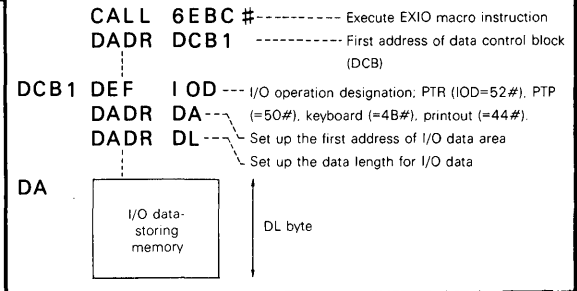 CALL 6EBC# Execute EXIO macro instruction
DADR DCB1 First address of data control block
(DCB)
DCB1 DEF IOD I/O operation designation; PTR (IOD=52#), PTP
(=50#), keyboard (=4B#), printout (=44#).
DADR DA Set up the first address of I/O data area
DADR DL Set up the data length for I/O data
DA
I/O data-
storing
memory
DL byte